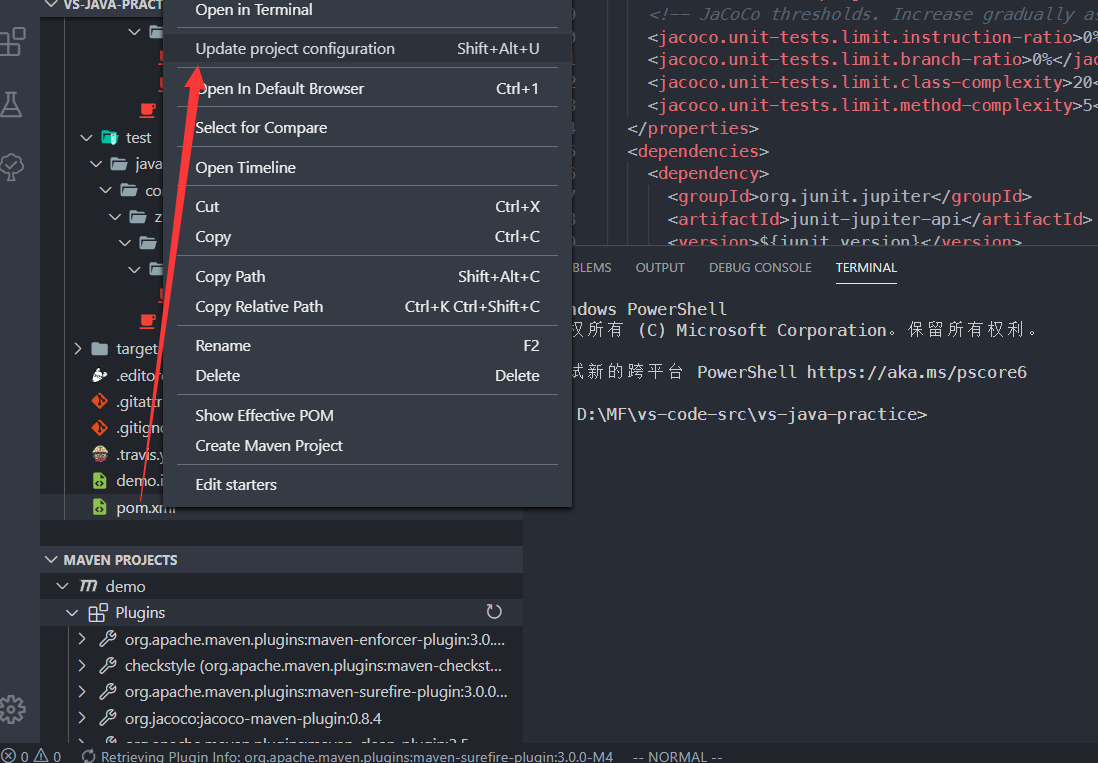 VS-JAVA-PRACT
test
java
co
z
target
.editor
.gitattr
.gitigno
.travis.y
demo.i
pom.xml
MAVEN PROJECTS
demo
Plugins
org.apache.maven.plugins:maven-enforcer-plugin:3.0....
checkstyle (org.apache.maven.plugins:maven-checkst...
org.apache.maven.plugins:maven-surefire-plugin:3.0.0...
org.jacoco:jacoco-maven-plugin:0.8.4
Open in Terminal
Update project configuration Shift+Alt+U
Open In Default Browser Ctrl+1
Select for Compare
Open Timeline
Cut Ctrl+X
Copy Ctrl+C
Copy Path Shift+Alt+C
Copy Relative Path Ctrl+K Ctrl+Shift+C
Rename F2
Delete Delete
Show Effective POM
Create Maven Project
Edit starters
<!-- JaCoCo thresholds. Increase gradually as
<jacoco.unit-tests.limit.instruction-ratio>0%
<jacoco.unit-tests.limit.branch-ratio>0%</jaco
<jacoco.unit-tests.limit.class-complexity>20<
<jacoco.unit-tests.limit.method-complexity>5<
</properties>
<dependencies>
<dependency>
<groupId>org.junit.jupiter</groupId>
<artifactId>junit-jupiter-api</artifactId>
<version>${junit.version}</version>
BLEMS OUTPUT DEBUG CONSOLE TERMINAL
ndows PowerShell
权所有 (C) Microsoft Corporation。保留所有权利。
试新的跨平台 PowerShell https://aka.ms/pscore6
D:\MF\vs-code-src\vs-java-practice>
0 0 Retrieving Plugin Info: org.apache.maven.plugins:maven-surefire-plugin:3.0.0-M4 -- NORMAL --